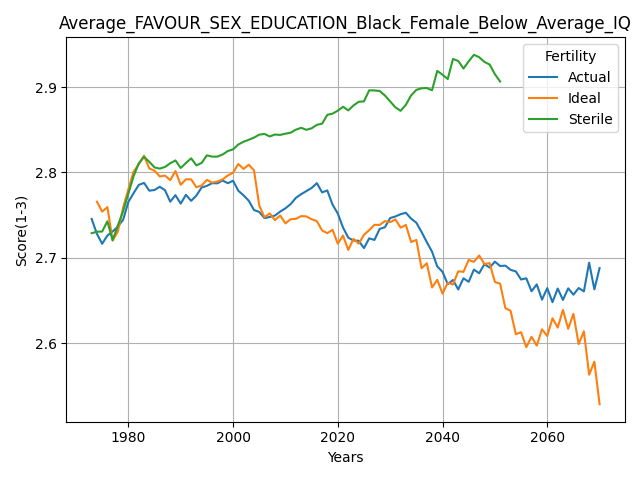 Average_FAVOUR_SEX_EDUCATION_Black_Female_Below_Average_IQ
Fertility
Actual
Ideal
Sterile
Score(1-3)
2.9
2.8
2.7
2.6
1980 2000 2020 2040 2060
Years